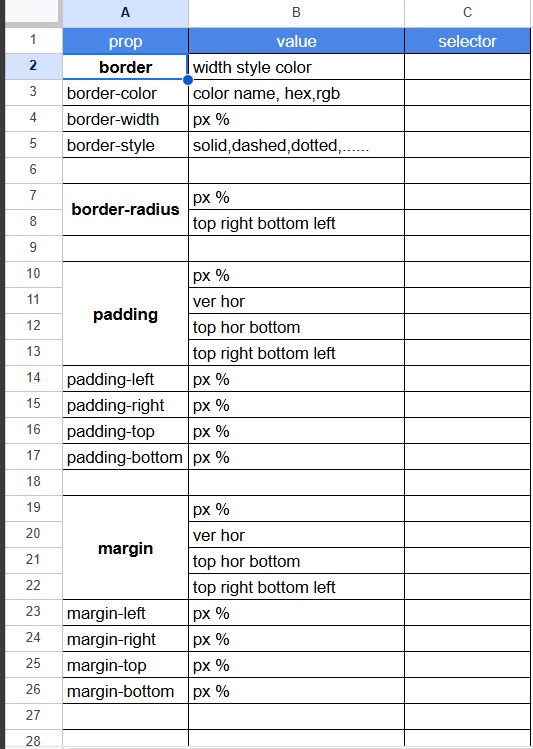 A B C
1 prop value selector
2 border width style color
3 border-color color name, hex,rgb
4 border-width px %
5 border-style solid,dashed,dotted,......
6
7 px %
border-radius
8 top right bottom left
9
10 px %
11 ver hor
padding
12 top hor bottom
13 top right bottom left
14 padding-left px %
15 padding-right px %
16 padding-top px %
17 padding-bottom px %
18
19 px %
20 ver hor
margin
21 top hor bottom
22 top right bottom left
23 margin-left px %
24 margin-right px %
25 margin-top px %
26 margin-bottom px %
27
28